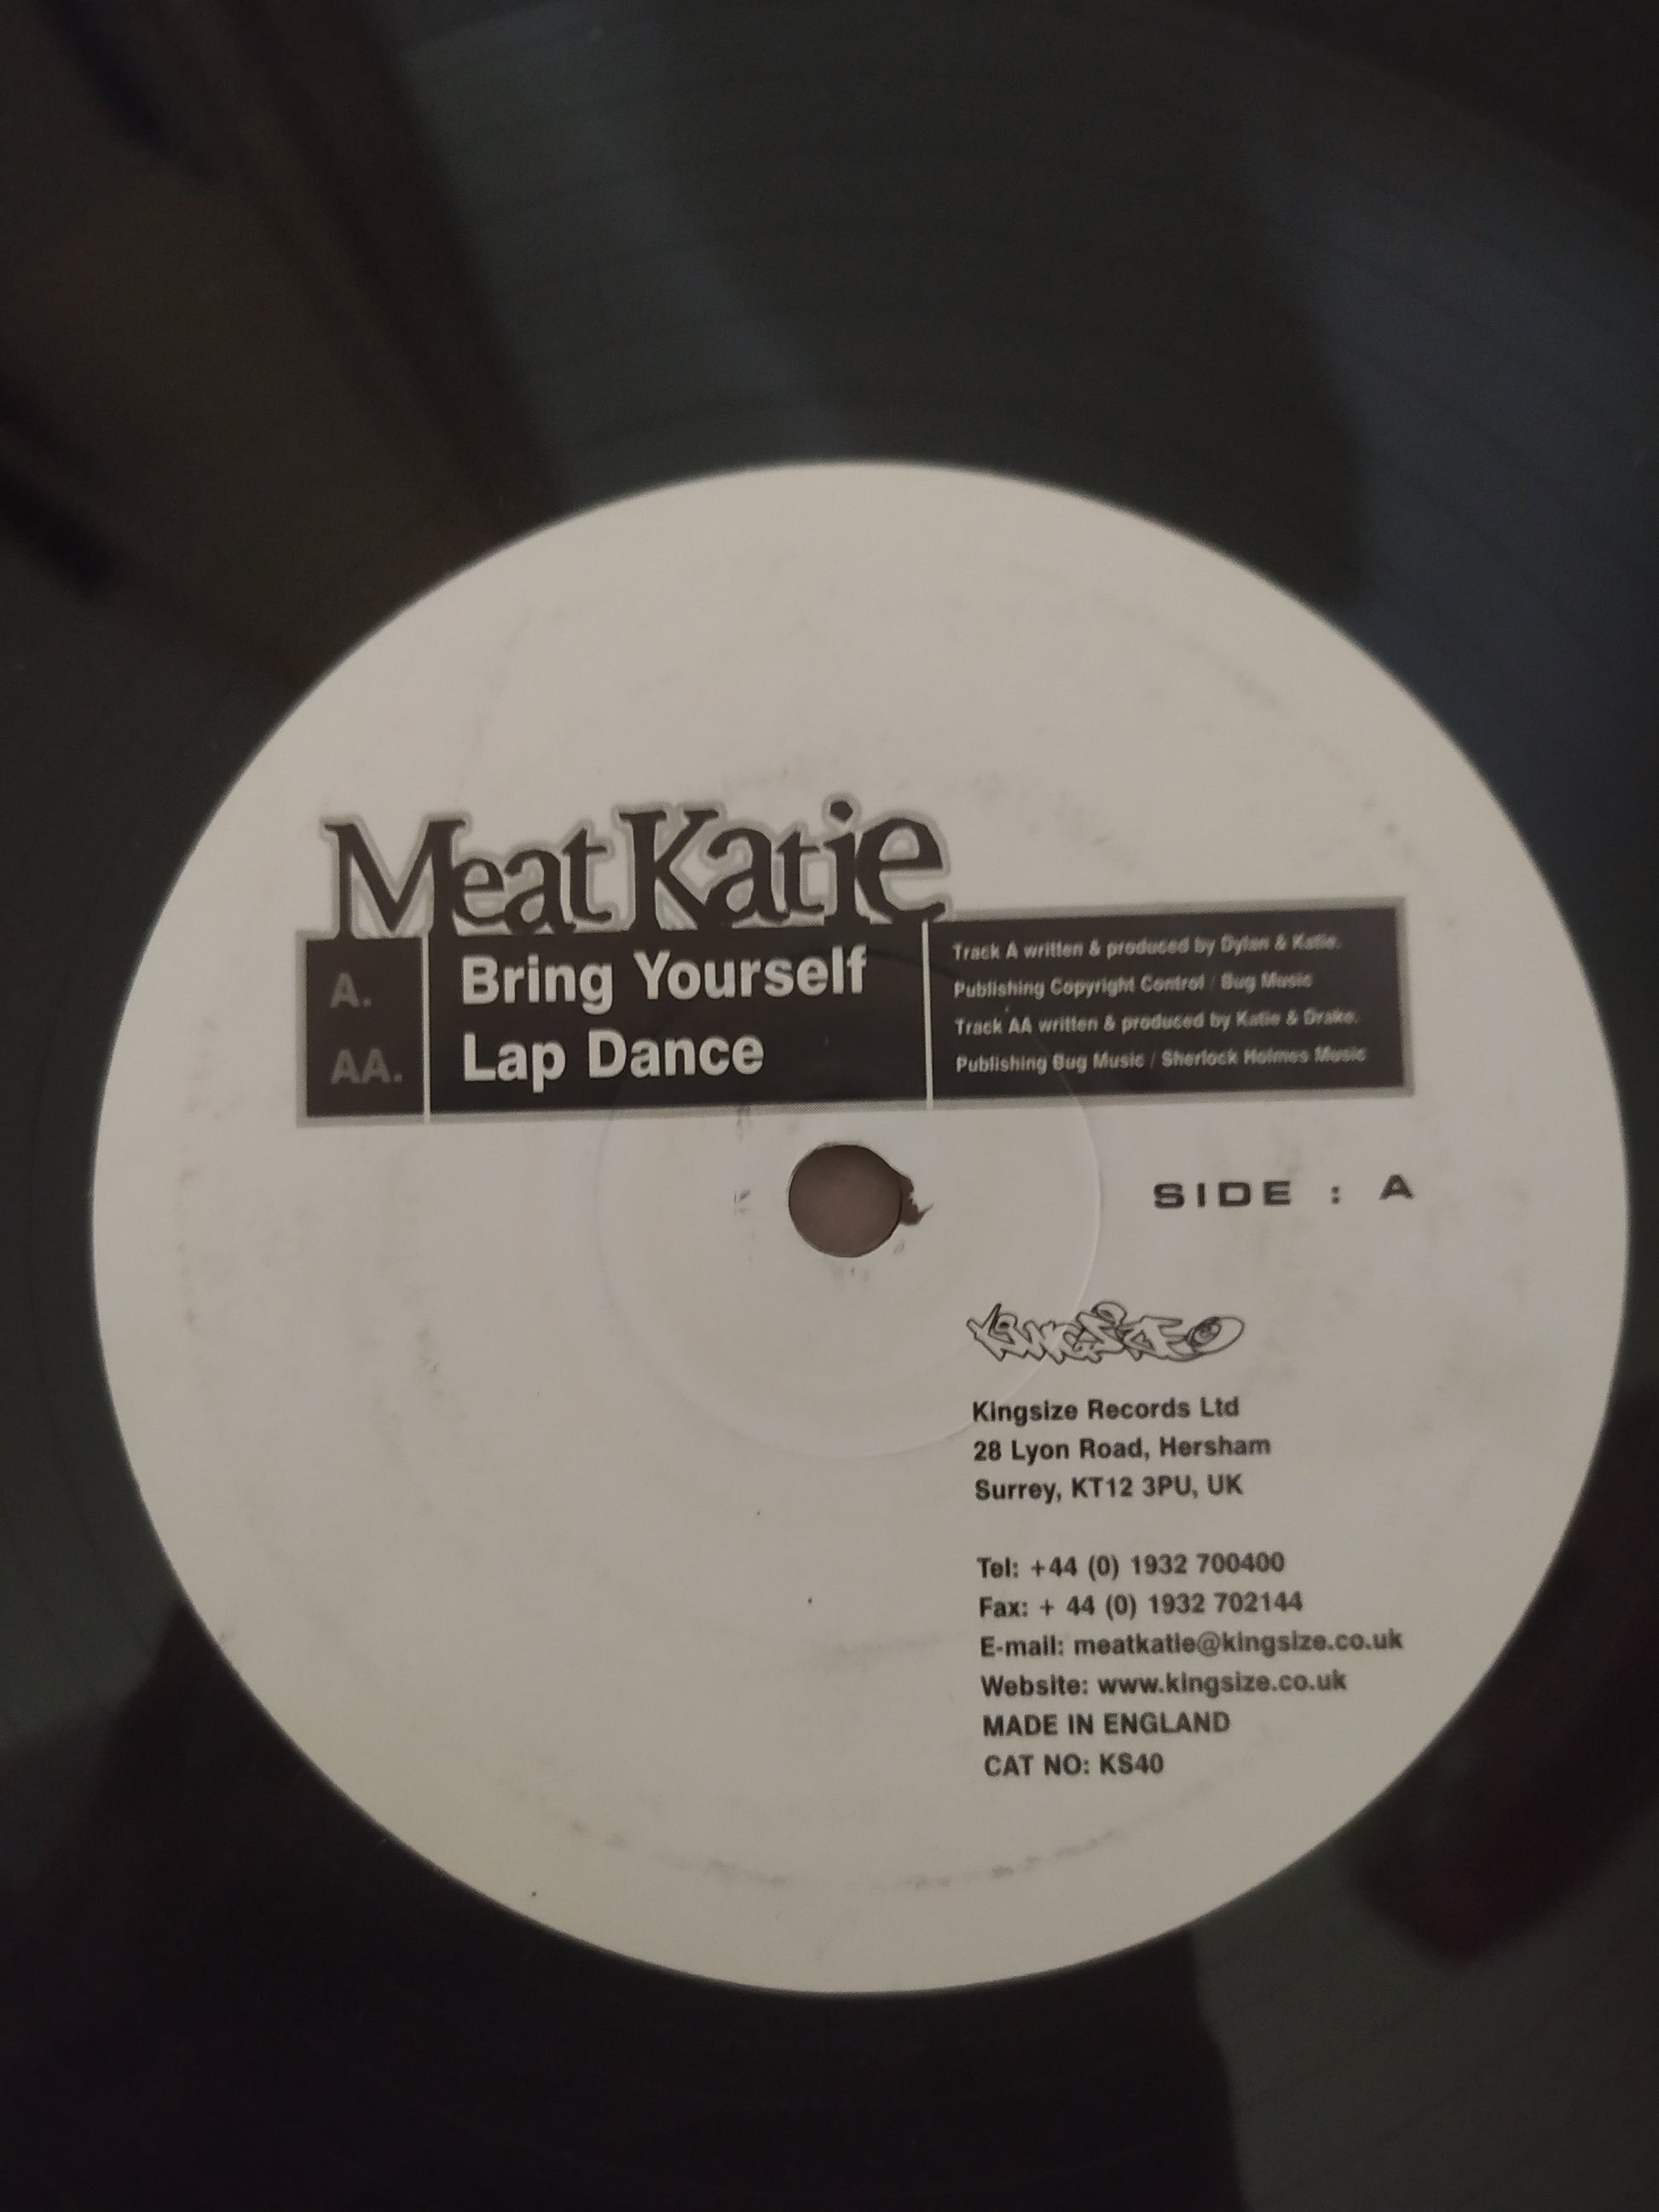 Meat Katie
A. Bring Yourself
AA. Lap Dance
Track A written & produced by Dylan & Katie.
Publishing Copyright Control / Bug Music
Track AA written & produced by Katie & Drake.
Publishing Bug Music / Sherlock Holmes Music
SIDE : A
KINGSIZE
Kingsize Records Ltd
28 Lyon Road, Hersham
Surrey, KT12 3PU, UK
Tel: +44 (0) 1932 700400
Fax: + 44 (0) 1932 702144
E-mail: meatkatie@kingsize.co.uk
Website: www.kingsize.co.uk
MADE IN ENGLAND
CAT NO: KS40